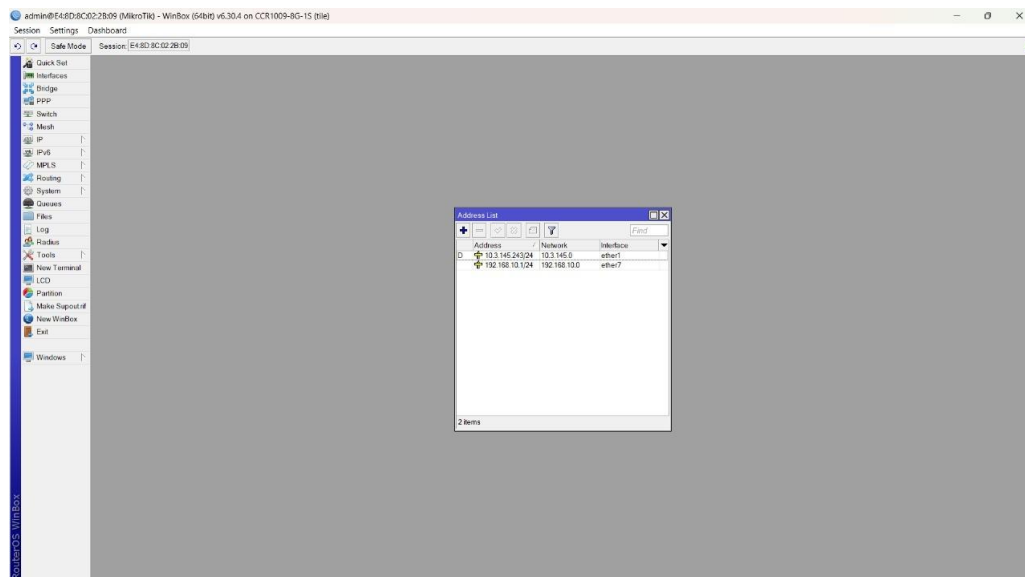 admin@E4:8D:8C:02:2B:09 (MikroTik) - WinBox (64bit) v6.30.4 on CCR1009-8G-1S (tile)
Session Settings Dashboard
Safe Mode Session: E4:8D:8C:02:2B:09
Quick Set
Interfaces
Bridge
PPP
Switch
Mesh
IP
IPv6
MPLS
Routing
System
Queues
Files
Log
Radius
Tools
New Terminal
LCD
Partition
Make Supout.rif
New WinBox
Exit
Windows
RouterOS WinBox
Address List
Find
Address Network Interface
D 10.3.145.243/24 10.3.145.0 ether1
192.168.10.1/24 192.168.10.0 ether7
2 items